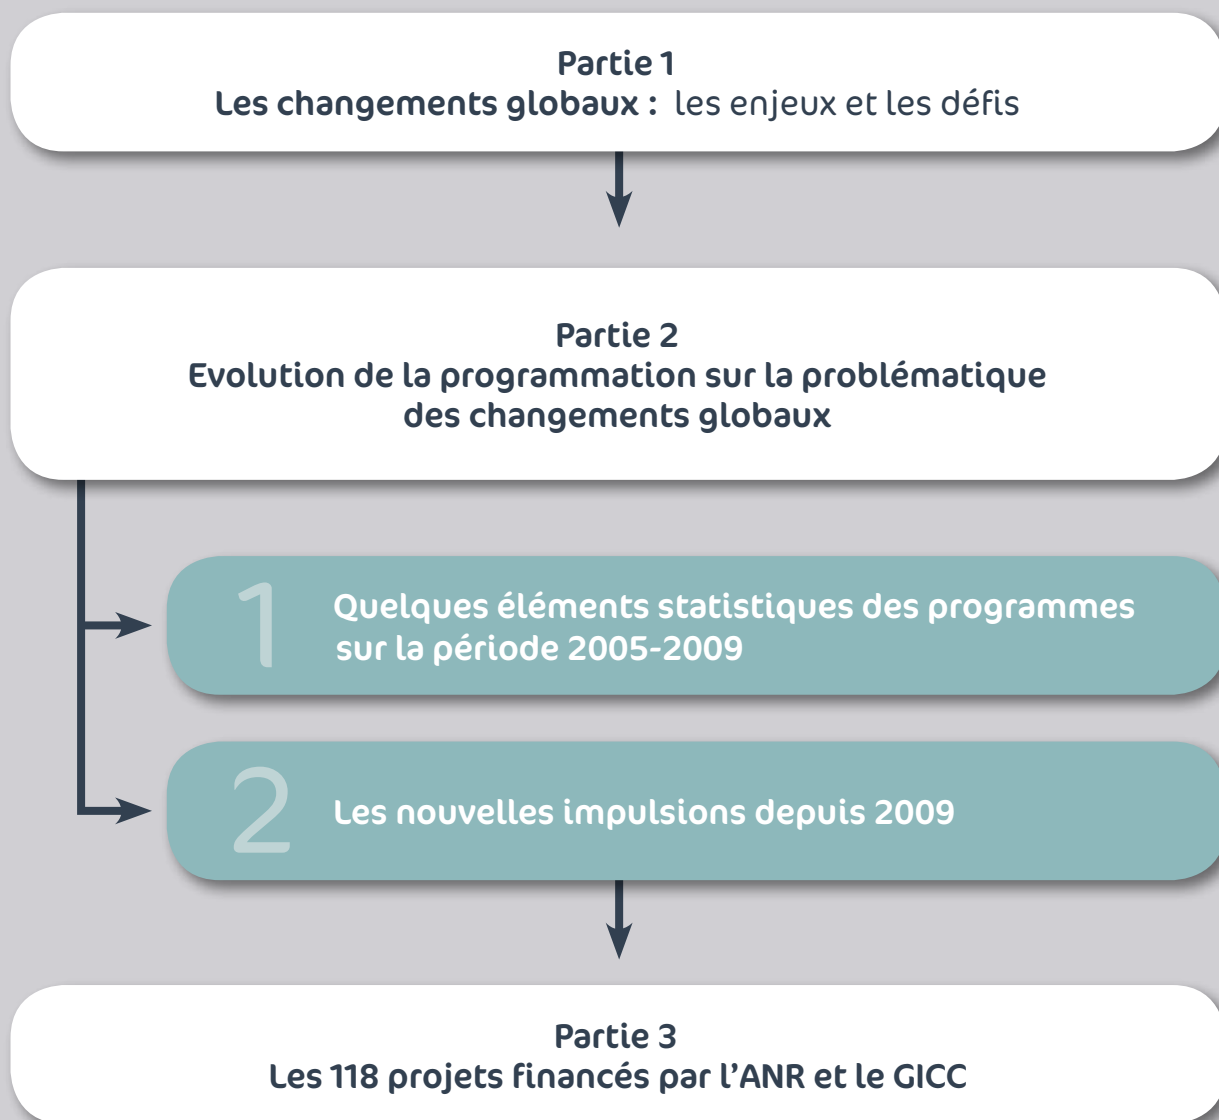 Partie 1
Les changements globaux : les enjeux et les défis
Partie 2
Evolution de la programmation sur la problématique
des changements globaux
1
Quelques éléments statistiques des programmes
sur la période 2005-2009
2
Les nouvelles impulsions depuis 2009
Partie 3
Les 118 projets financés par l’ANR et le GICC